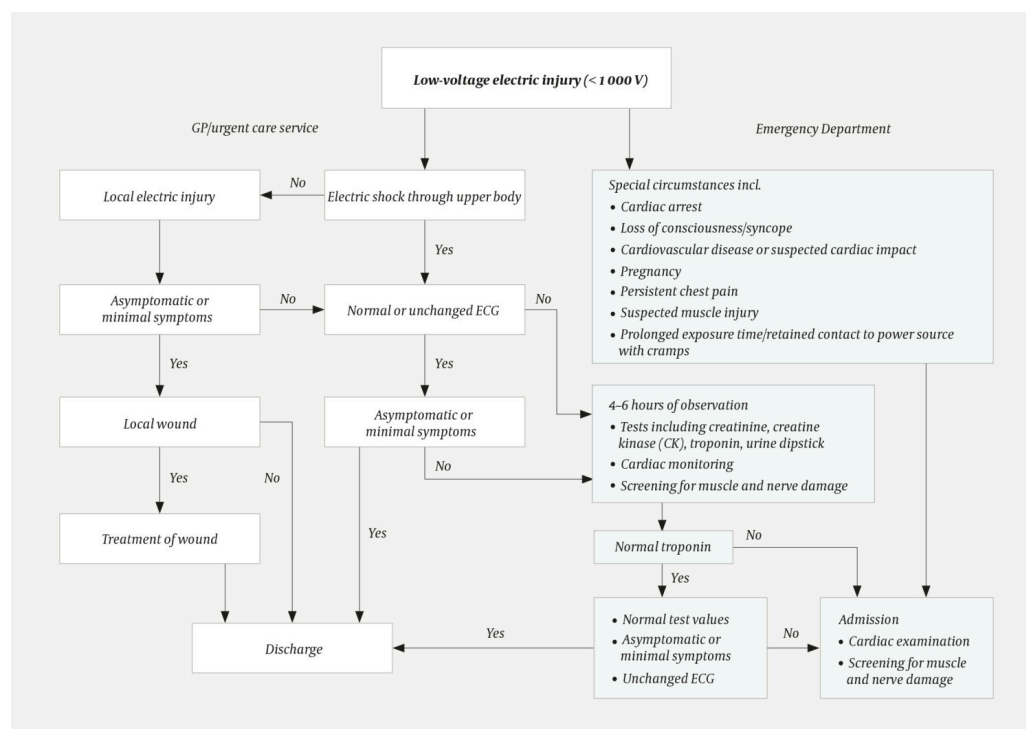 Low-voltage electric injury (< 1 000 V)
GP/urgent care service
Emergency Department
Local electric injury
No
Electric shock through upper body
Special circumstances incl.
• Cardiac arrest
• Loss of consciousness/syncope
• Cardiovascular disease or suspected cardiac impact
• Pregnancy
• Persistent chest pain
• Suspected muscle injury
• Prolonged exposure time/retained contact to power source
with cramps
Yes
Asymptomatic or
minimal symptoms
No
Normal or unchanged ECG
No
Yes
Yes
Local wound
Asymptomatic or
minimal symptoms
4–6 hours of observation
• Tests including creatinine, creatine
kinase (CK), troponin, urine dipstick
• Cardiac monitoring
• Screening for muscle and nerve damage
Yes
No
No
Treatment of wound
Yes
Normal troponin
No
Yes
Discharge
Yes
• Normal test values
• Asymptomatic or
minimal symptoms
• Unchanged ECG
No
Admission
• Cardiac examination
• Screening for muscle
and nerve damage